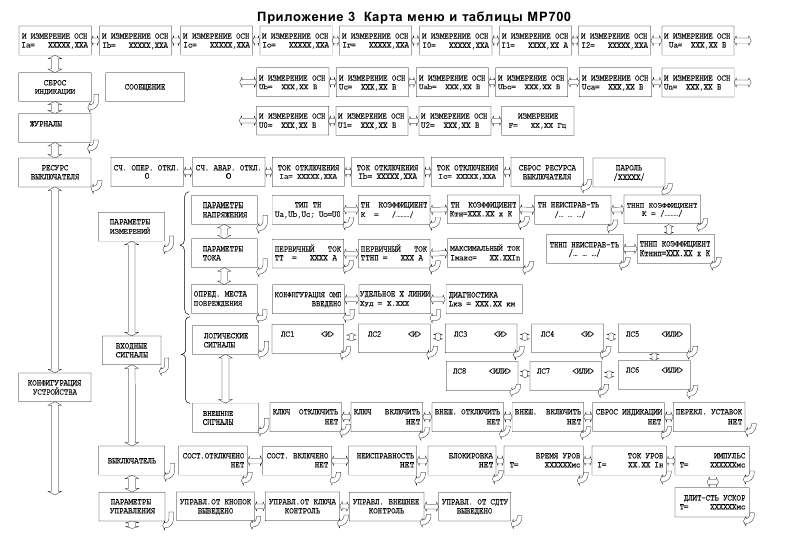 Приложение 3 Карта меню и таблицы МР700
И ИЗМЕРЕНИЕ ОСН
Ia= XXXXX,XXA
И ИЗМЕРЕНИЕ ОСН
Ib= XXXXX,XXA
И ИЗМЕРЕНИЕ ОСН
Ic= XXXXX,XXA
И ИЗМЕРЕНИЕ ОСН
Io= XXXXX,XXA
И ИЗМЕРЕНИЕ ОСН
Ir= XXXXX,XXA
И ИЗМЕРЕНИЕ ОСН
I0= XXXXX,XXA
И ИЗМЕРЕНИЕ ОСН
I1= XXXX,XX A
И ИЗМЕРЕНИЕ ОСН
I2= XXXX,XX A
И ИЗМЕРЕНИЕ ОСН
Ua= XXX,XX В
СБРОС
ИНДИКАЦИИ
СООБЩЕНИЕ
И ИЗМЕРЕНИЕ ОСН
Ub= XXX,XX В
И ИЗМЕРЕНИЕ ОСН
Uc= XXX,XX В
И ИЗМЕРЕНИЕ ОСН
Uab= XXX,XX В
И ИЗМЕРЕНИЕ ОСН
Ubc= XXX,XX В
И ИЗМЕРЕНИЕ ОСН
Uca= XXX,XX В
И ИЗМЕРЕНИЕ ОСН
Un= XXX,XX В
ЖУРНАЛЫ
И ИЗМЕРЕНИЕ ОСН
U0= XXX,XX В
И ИЗМЕРЕНИЕ ОСН
U1= XXX,XX В
И ИЗМЕРЕНИЕ ОСН
U2= XXX,XX В
ИЗМЕРЕНИЕ
F= XX,XX Гц
РЕСУРС
ВЫКЛЮЧАТЕЛЯ
СЧ. ОПЕР. ОТКЛ.
0
СЧ. АВАР. ОТКЛ.
0
ТОК ОТКЛЮЧЕНИЯ
Ia= XXXXX,XXA
ТОК ОТКЛЮЧЕНИЯ
Ib= XXXXX,XXA
ТОК ОТКЛЮЧЕНИЯ
Ic= XXXXX,XXA
СБРОС РЕСУРСА
ВЫКЛЮЧАТЕЛЯ
ПАРОЛЬ
/XXXXX/
ПАРАМЕТРЫ
ИЗМЕРЕНИЙ
ПАРАМЕТРЫ
НАПРЯЖЕНИЯ
ТИП ТН
Ua,Ub,Uc; Uo=U0
ТН КОЭФФИЦИЕНТ
K = /……../
ТН КОЭФФИЦИЕНТ
Kтн=XXX.XX x K
ТН НЕИСПРАВ-ТЬ
/… … …/
ТННП КОЭФФИЦИЕНТ
K = /……./
ТННП НЕИСПРАВ-ТЬ
/… … …/
ТННП КОЭФФИЦИЕНТ
Kтннп=XXX.XX x K
ПАРАМЕТРЫ
ТОКА
ПЕРВИЧНЫЙ ТОК
ТТ = XXXX A
ПЕРВИЧНЫЙ ТОК
ТТНП = XXX A
МАКСИМАЛЬНЫЙ ТОК
Iмакс= XX.XXIn
ОПРЕД. МЕСТА
ПОВРЕЖДЕНИЯ
КОНФИГУРАЦИЯ ОМП
ВВЕДЕНО
УДЕЛЬНОЕ Х ЛИНИИ
Xуд = X.XXX
ДИАГНОСТИКА
Lкз = XXX.XX км
ВХОДНЫЕ
СИГНАЛЫ
ЛОГИЧЕСКИЕ
СИГНАЛЫ
ЛС1 <И>
ЛС2 <И>
ЛС3 <И>
ЛС4 <И>
ЛС5 <ИЛИ>
ЛС8 <ИЛИ>
ЛС7 <ИЛИ>
ЛС6 <ИЛИ>
КОНФИГУРАЦИЯ
УСТРОЙСТВА
ВНЕШНИЕ
СИГНАЛЫ
КЛЮЧ ОТКЛЮЧИТЬ
НЕТ
КЛЮЧ ВКЛЮЧИТЬ
НЕТ
ВНЕШ. ОТКЛЮЧИТЬ
НЕТ
ВНЕШ. ВКЛЮЧИТЬ
НЕТ
СБРОС ИНДИКАЦИИ
НЕТ
ПЕРЕКЛ. УСТАВОК
НЕТ
ВЫКЛЮЧАТЕЛЬ
СОСТ.ОТКЛЮЧЕНО
НЕТ
СОСТ. ВКЛЮЧЕНО
НЕТ
НЕИСПРАВНОСТЬ
НЕТ
БЛОКИРОВКА
НЕТ
ВРЕМЯ УРОВ
T= XXXXXXмс
ТОК УРОВ
I= XX.XX Iн
ИМПУЛЬС
T= XXXXXXмс
ДЛИТ-СТЬ УСКОР
T= XXXXXXмс
ПАРАМЕТРЫ
УПРАВЛЕНИЯ
УПРАВЛ.ОТ КНОПОК
ВЫВЕДЕНО
УПРАВЛ.ОТ КЛЮЧА
КОНТРОЛЬ
УПРАВЛ. ВНЕШНЕЕ
КОНТРОЛЬ
УПРАВЛ. ОТ СДТУ
ВЫВЕДЕНО